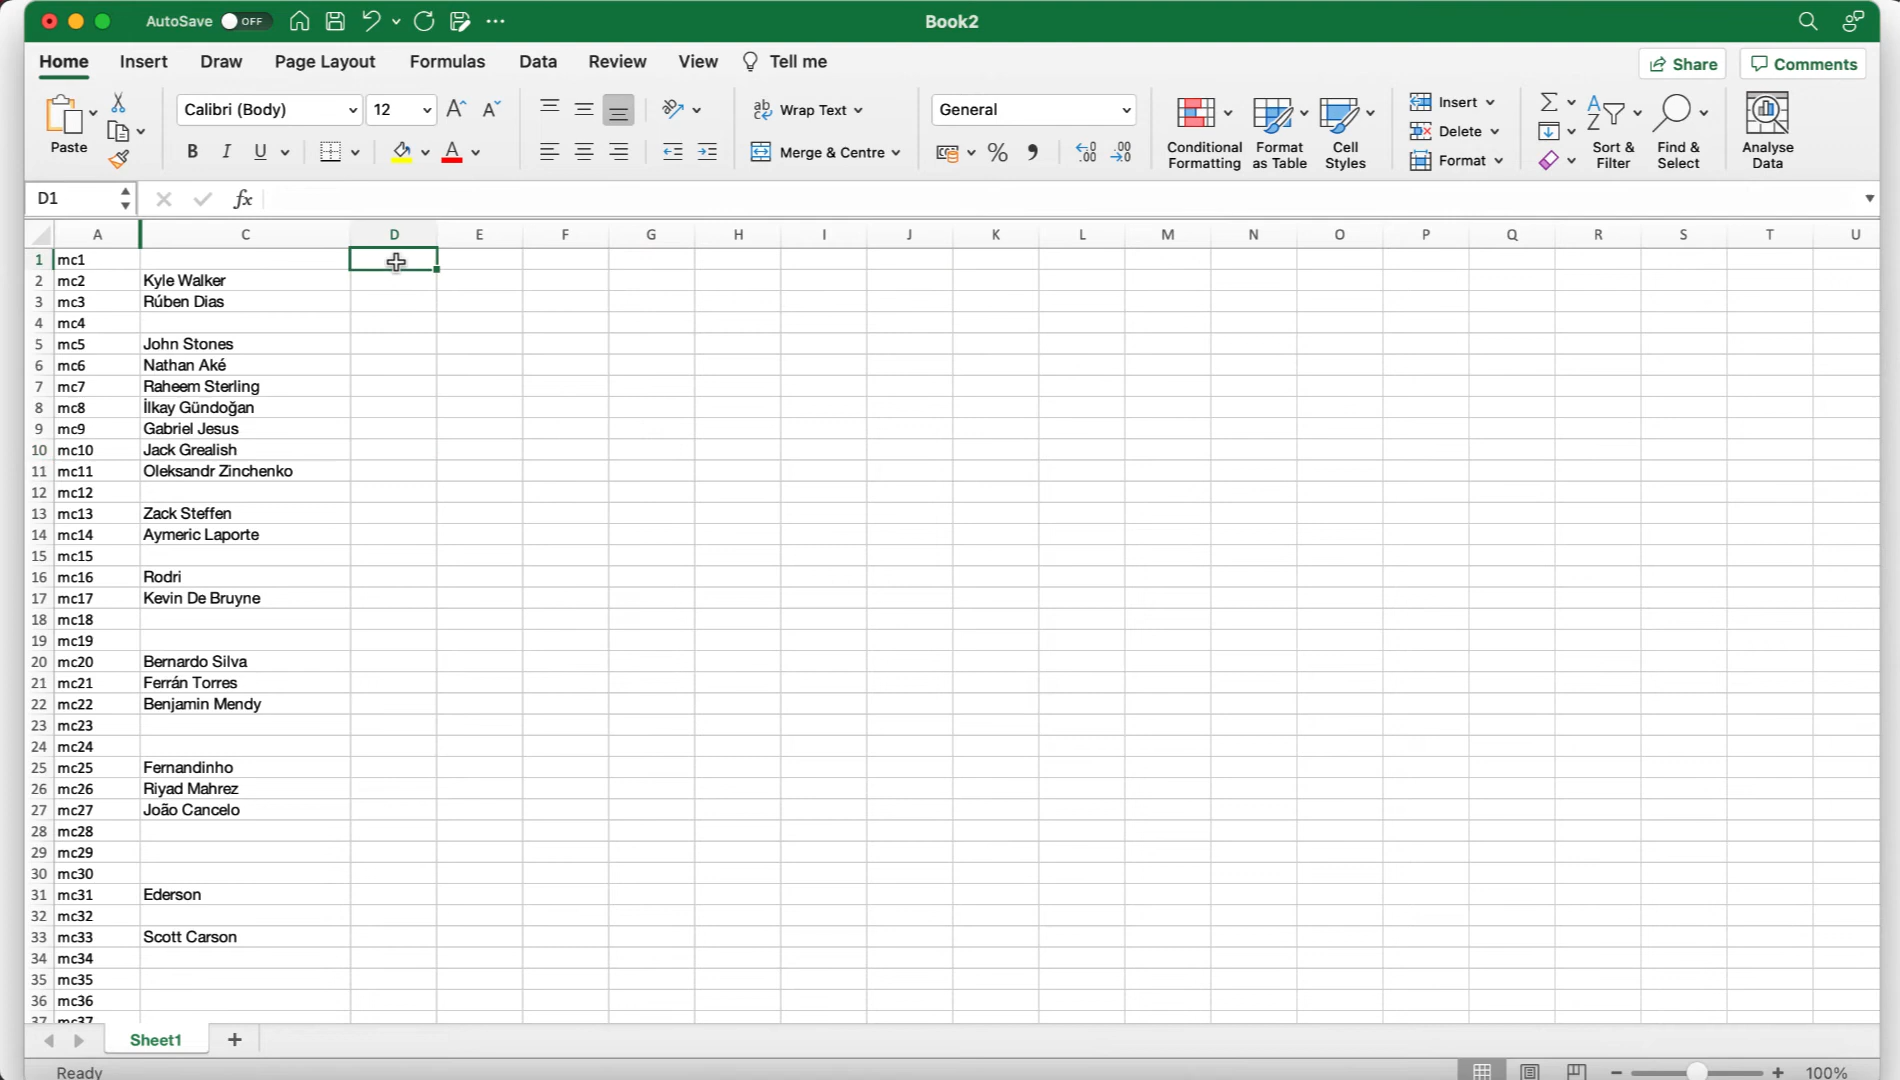 AutoSave OFF
Book2
Home Insert Draw Page Layout Formulas Data Review View Tell me
Share Comments
Paste
Calibri (Body) 12
B I U A
ab Wrap Text
Merge & Centre
General
% 9
Conditional Formatting
Format as Table
Cell Styles
Insert
Delete
Format
Sort & Filter
Find & Select
Analyse Data
D1 fx
A C D E F G H I J K L M N O P Q R S T U
1 mc1
2 mc2 Kyle Walker
3 mc3 Rúben Dias
4 mc4
5 mc5 John Stones
6 mc6 Nathan Aké
7 mc7 Raheem Sterling
8 mc8 İlkay Gündoğan
9 mc9 Gabriel Jesus
10 mc10 Jack Grealish
11 mc11 Oleksandr Zinchenko
12 mc12
13 mc13 Zack Steffen
14 mc14 Aymeric Laporte
15 mc15
16 mc16 Rodri
17 mc17 Kevin De Bruyne
18 mc18
19 mc19
20 mc20 Bernardo Silva
21 mc21 Ferrán Torres
22 mc22 Benjamin Mendy
23 mc23
24 mc24
25 mc25 Fernandinho
26 mc26 Riyad Mahrez
27 mc27 João Cancelo
28 mc28
29 mc29
30 mc30
31 mc31 Ederson
32 mc32
33 mc33 Scott Carson
34 mc34
35 mc35
36 mc36
37 mc37
Sheet1
Ready
100%